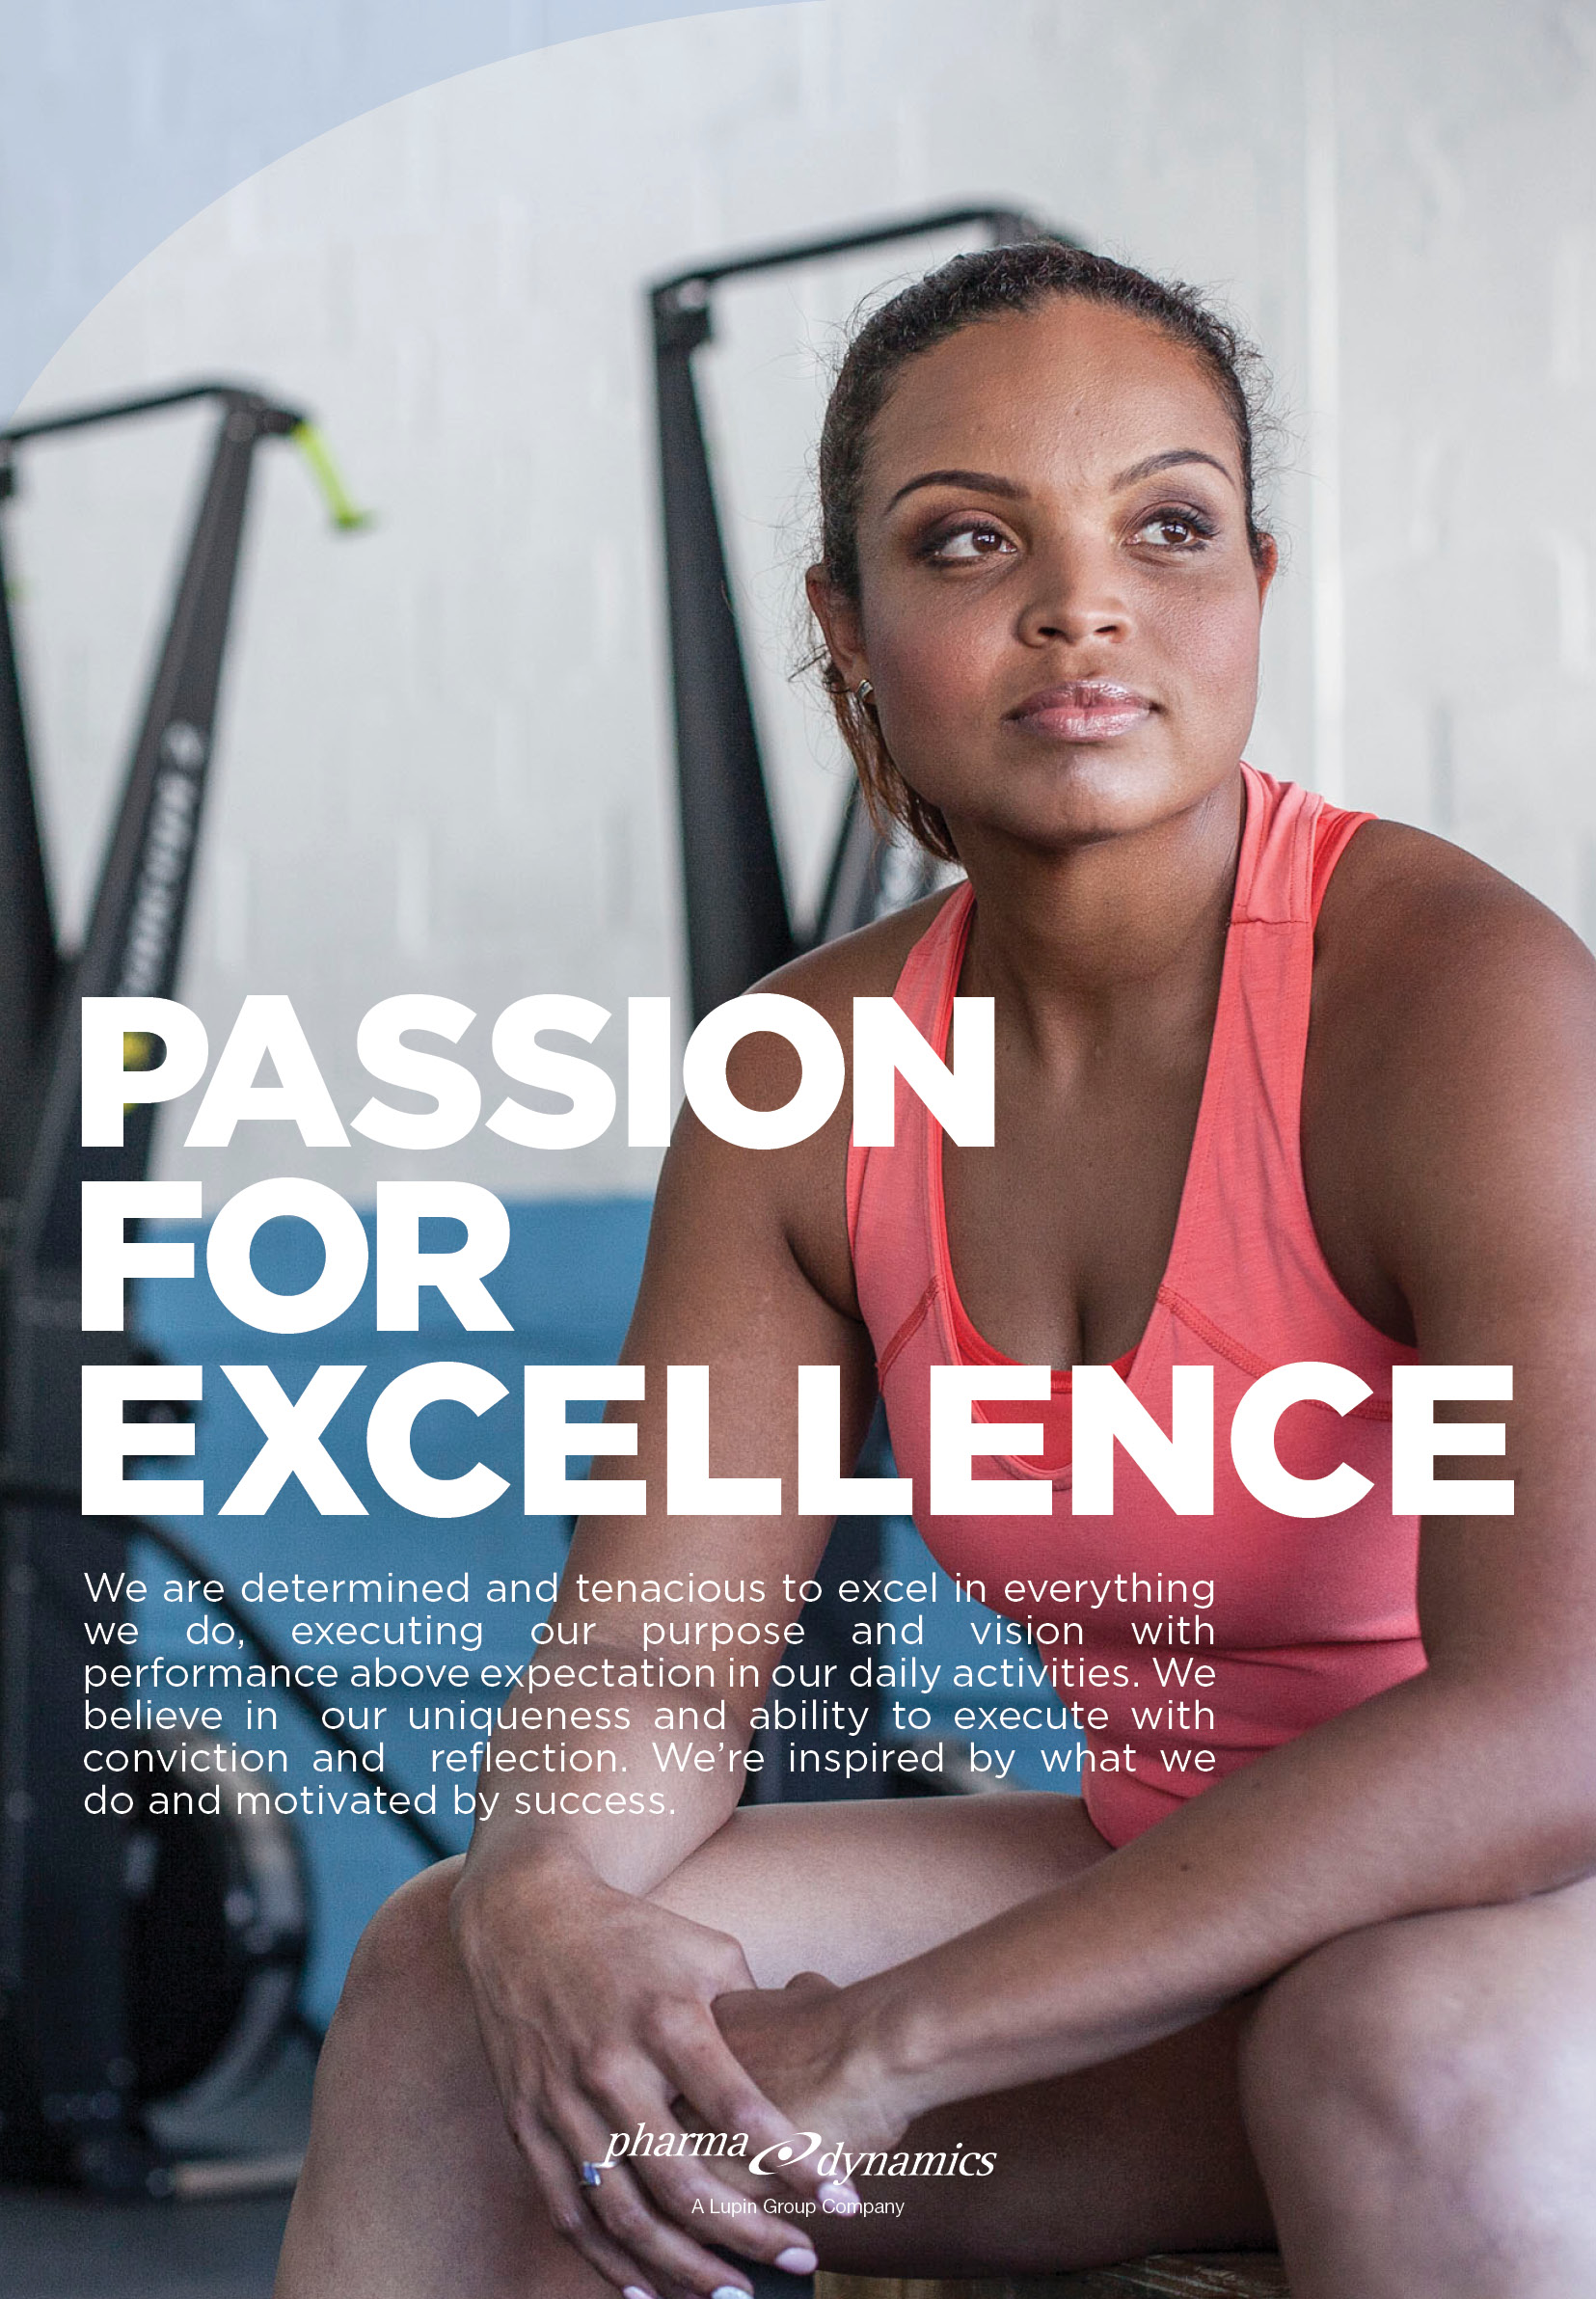 PASSION
FOR
EXCELLENCE
We are determined and tenacious to excel in everything
we do, executing our purpose and vision with
performance above expectation in our daily activities. We
believe in our uniqueness and ability to execute with
conviction and reflection. We’re inspired by what we
do and motivated by success.
pharma dynamics
A Lupin Group Company